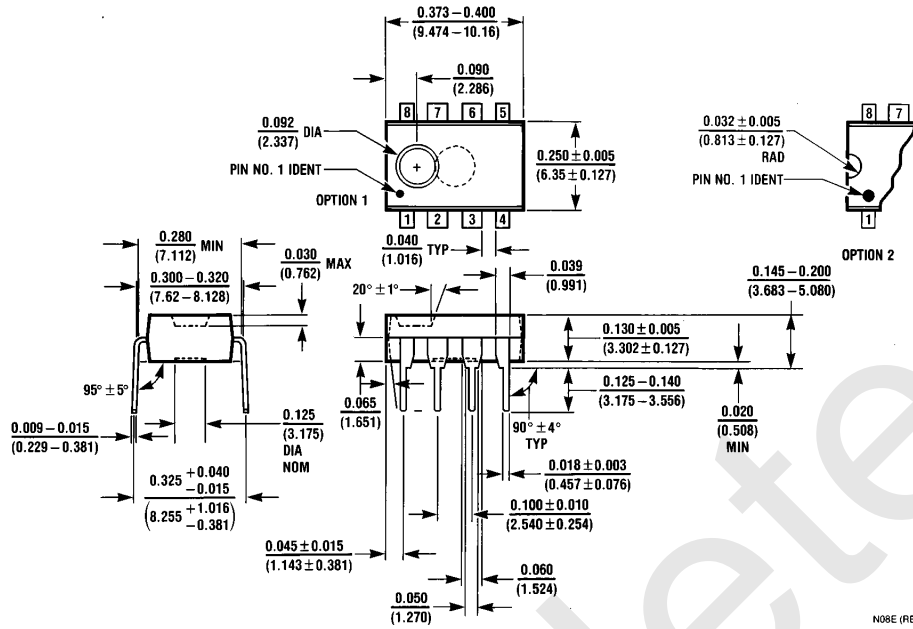 0.373 – 0.400
(9.474 – 10.16)
0.090
(2.286)
8 7 6 5
0.092 DIA
(2.337)
PIN NO. 1 IDENT
OPTION 1
1 2 3 4
0.250 ± 0.005
(6.35 ± 0.127)
8 7
0.032 ± 0.005
(0.813 ± 0.127)
RAD
PIN NO. 1 IDENT
1
OPTION 2
0.280 MIN
(7.112)
0.030 MAX
(0.762)
0.300 – 0.320
(7.62 – 8.128)
0.040 TYP
(1.016)
0.039
(0.991)
0.145 – 0.200
(3.683 – 5.080)
20° ± 1°
0.130 ± 0.005
(3.302 ± 0.127)
95° ± 5°
0.065
(1.651)
0.125 – 0.140
(3.175 – 3.556)
0.020
(0.508)
MIN
90° ± 4°
TYP
0.009 – 0.015
(0.229 – 0.381)
0.125
(3.175)
DIA
NOM
0.018 ± 0.003
(0.457 ± 0.076)
0.325 +0.040 −0.015
(8.255 +1.016 −0.381)
0.100 ± 0.010
(2.540 ± 0.254)
0.045 ± 0.015
(1.143 ± 0.381)
0.060
(1.524)
0.050
(1.270)
N08E (RE
lete